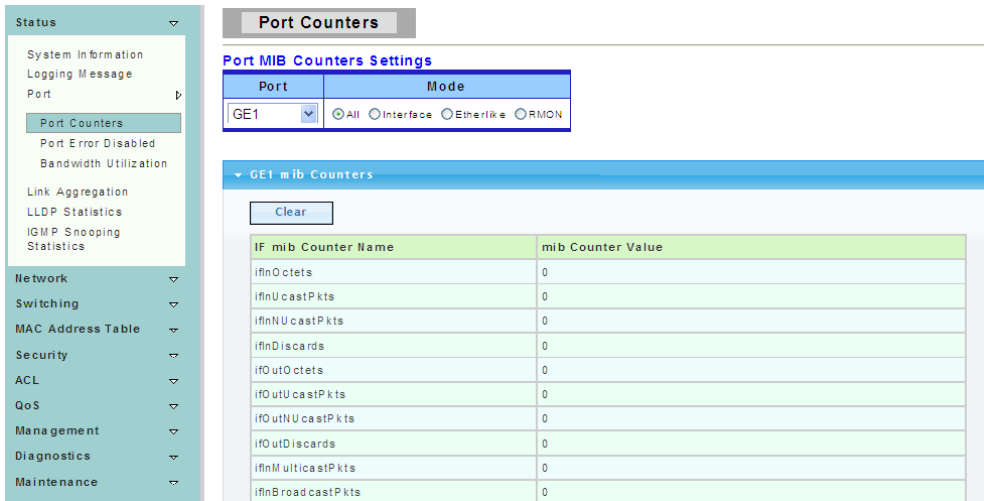 Status
System Information
Logging Message
Port
Port Counters
Port Error Disabled
Bandwidth Utilization
Link Aggregation
LLDP Statistics
IGMP Snooping
Statistics
Network
Switching
MAC Address Table
Security
ACL
QoS
Management
Diagnostics
Maintenance
Port Counters
Port MIB Counters Settings
Port Mode
GE1 All Interface Etherlike RMON
GE1 mib Counters
Clear
IF mib Counter Name mib Counter Value
ifInOctets 0
ifInUcastPkts 0
ifInNUcastPkts 0
ifInDiscards 0
ifOutOctets 0
ifOutUcastPkts 0
ifOutNUcastPkts 0
ifOutDiscards 0
ifInMulticastPkts 0
ifInBroadcastPkts 0